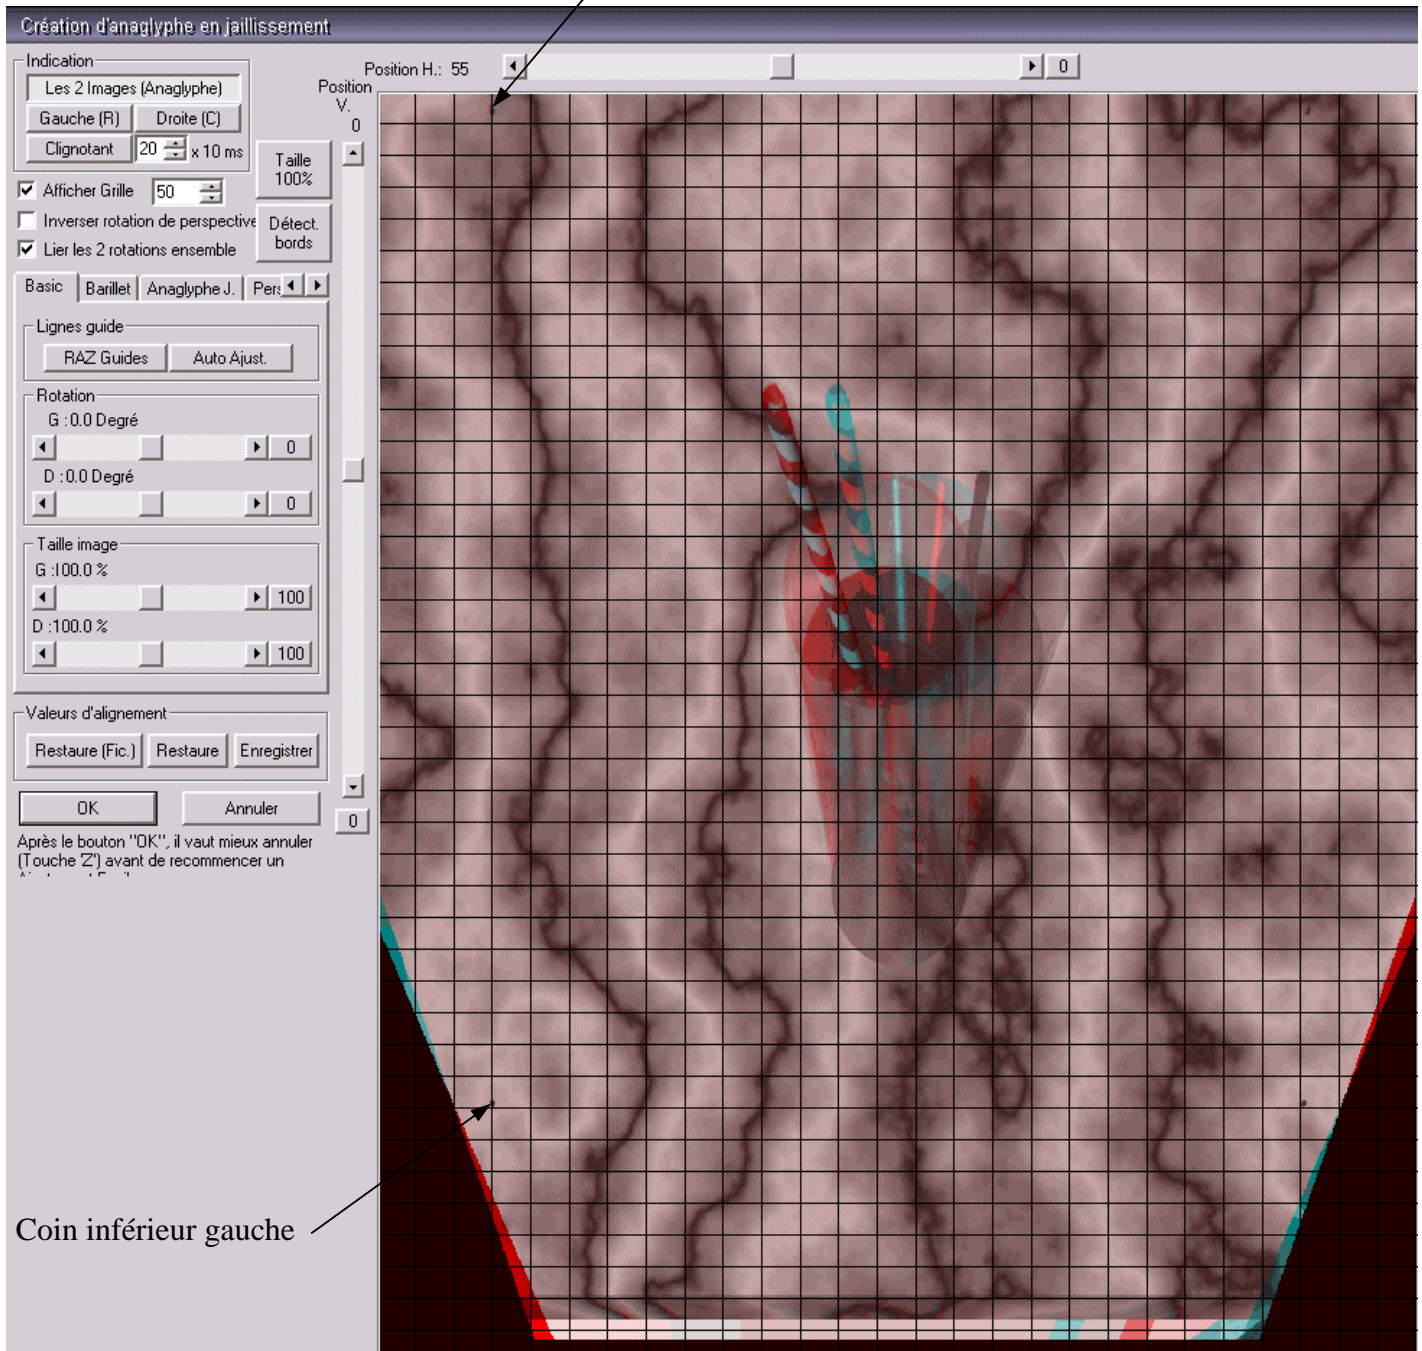 Création d'anaglyphe en jaillissement
Indication
Les 2 Images (Anaglyphe)
Gauche (R) Droite (C)
Clignotant 20 x 10 ms
Position H.: 55 0
Position
V.
0
Taille
100%
Afficher Grille 50
Inverser rotation de perspective
Lier les 2 rotations ensemble
Détect.
bords
Basic Barillet Anaglyphe J. Pers
Lignes guide
RAZ Guides Auto Ajust.
Rotation
G :0.0 Degré
0
D :0.0 Degré
0
Taille image
G :100.0 %
100
D :100.0 %
100
Valeurs d'alignement
Restaure (Fic.) Restaure Enregistrer
OK Annuler
0
Après le bouton "OK", il vaut mieux annuler
(Touche 'Z') avant de recommencer un
Coin inférieur gauche